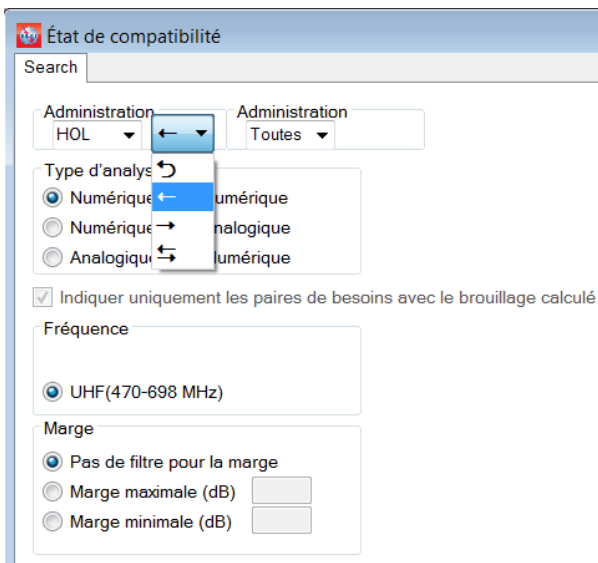 État de compatibilité
Search
Administration Administration
HOL ← Toutes
Type d'analys
Numérique ← umérique
Numérique → nalogique
Analogique ⇆ Numérique
Indiquer uniquement les paires de besoins avec le brouillage calculé
Fréquence
UHF(470-698 MHz)
Marge
Pas de filtre pour la marge
Marge maximale (dB)
Marge minimale (dB)